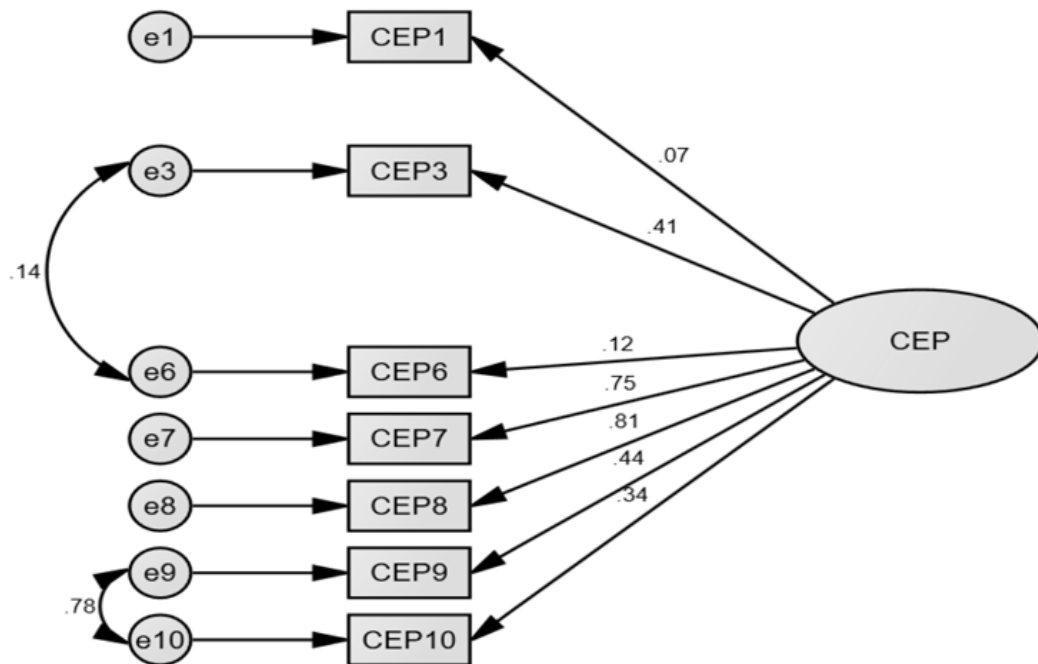 e1 CEP1
.07
e3 CEP3
.41
.14
CEP
.12
e6 CEP6
.75
e7 CEP7
.81
.44
e8 CEP8
.34
e9 CEP9
.78
e10 CEP10